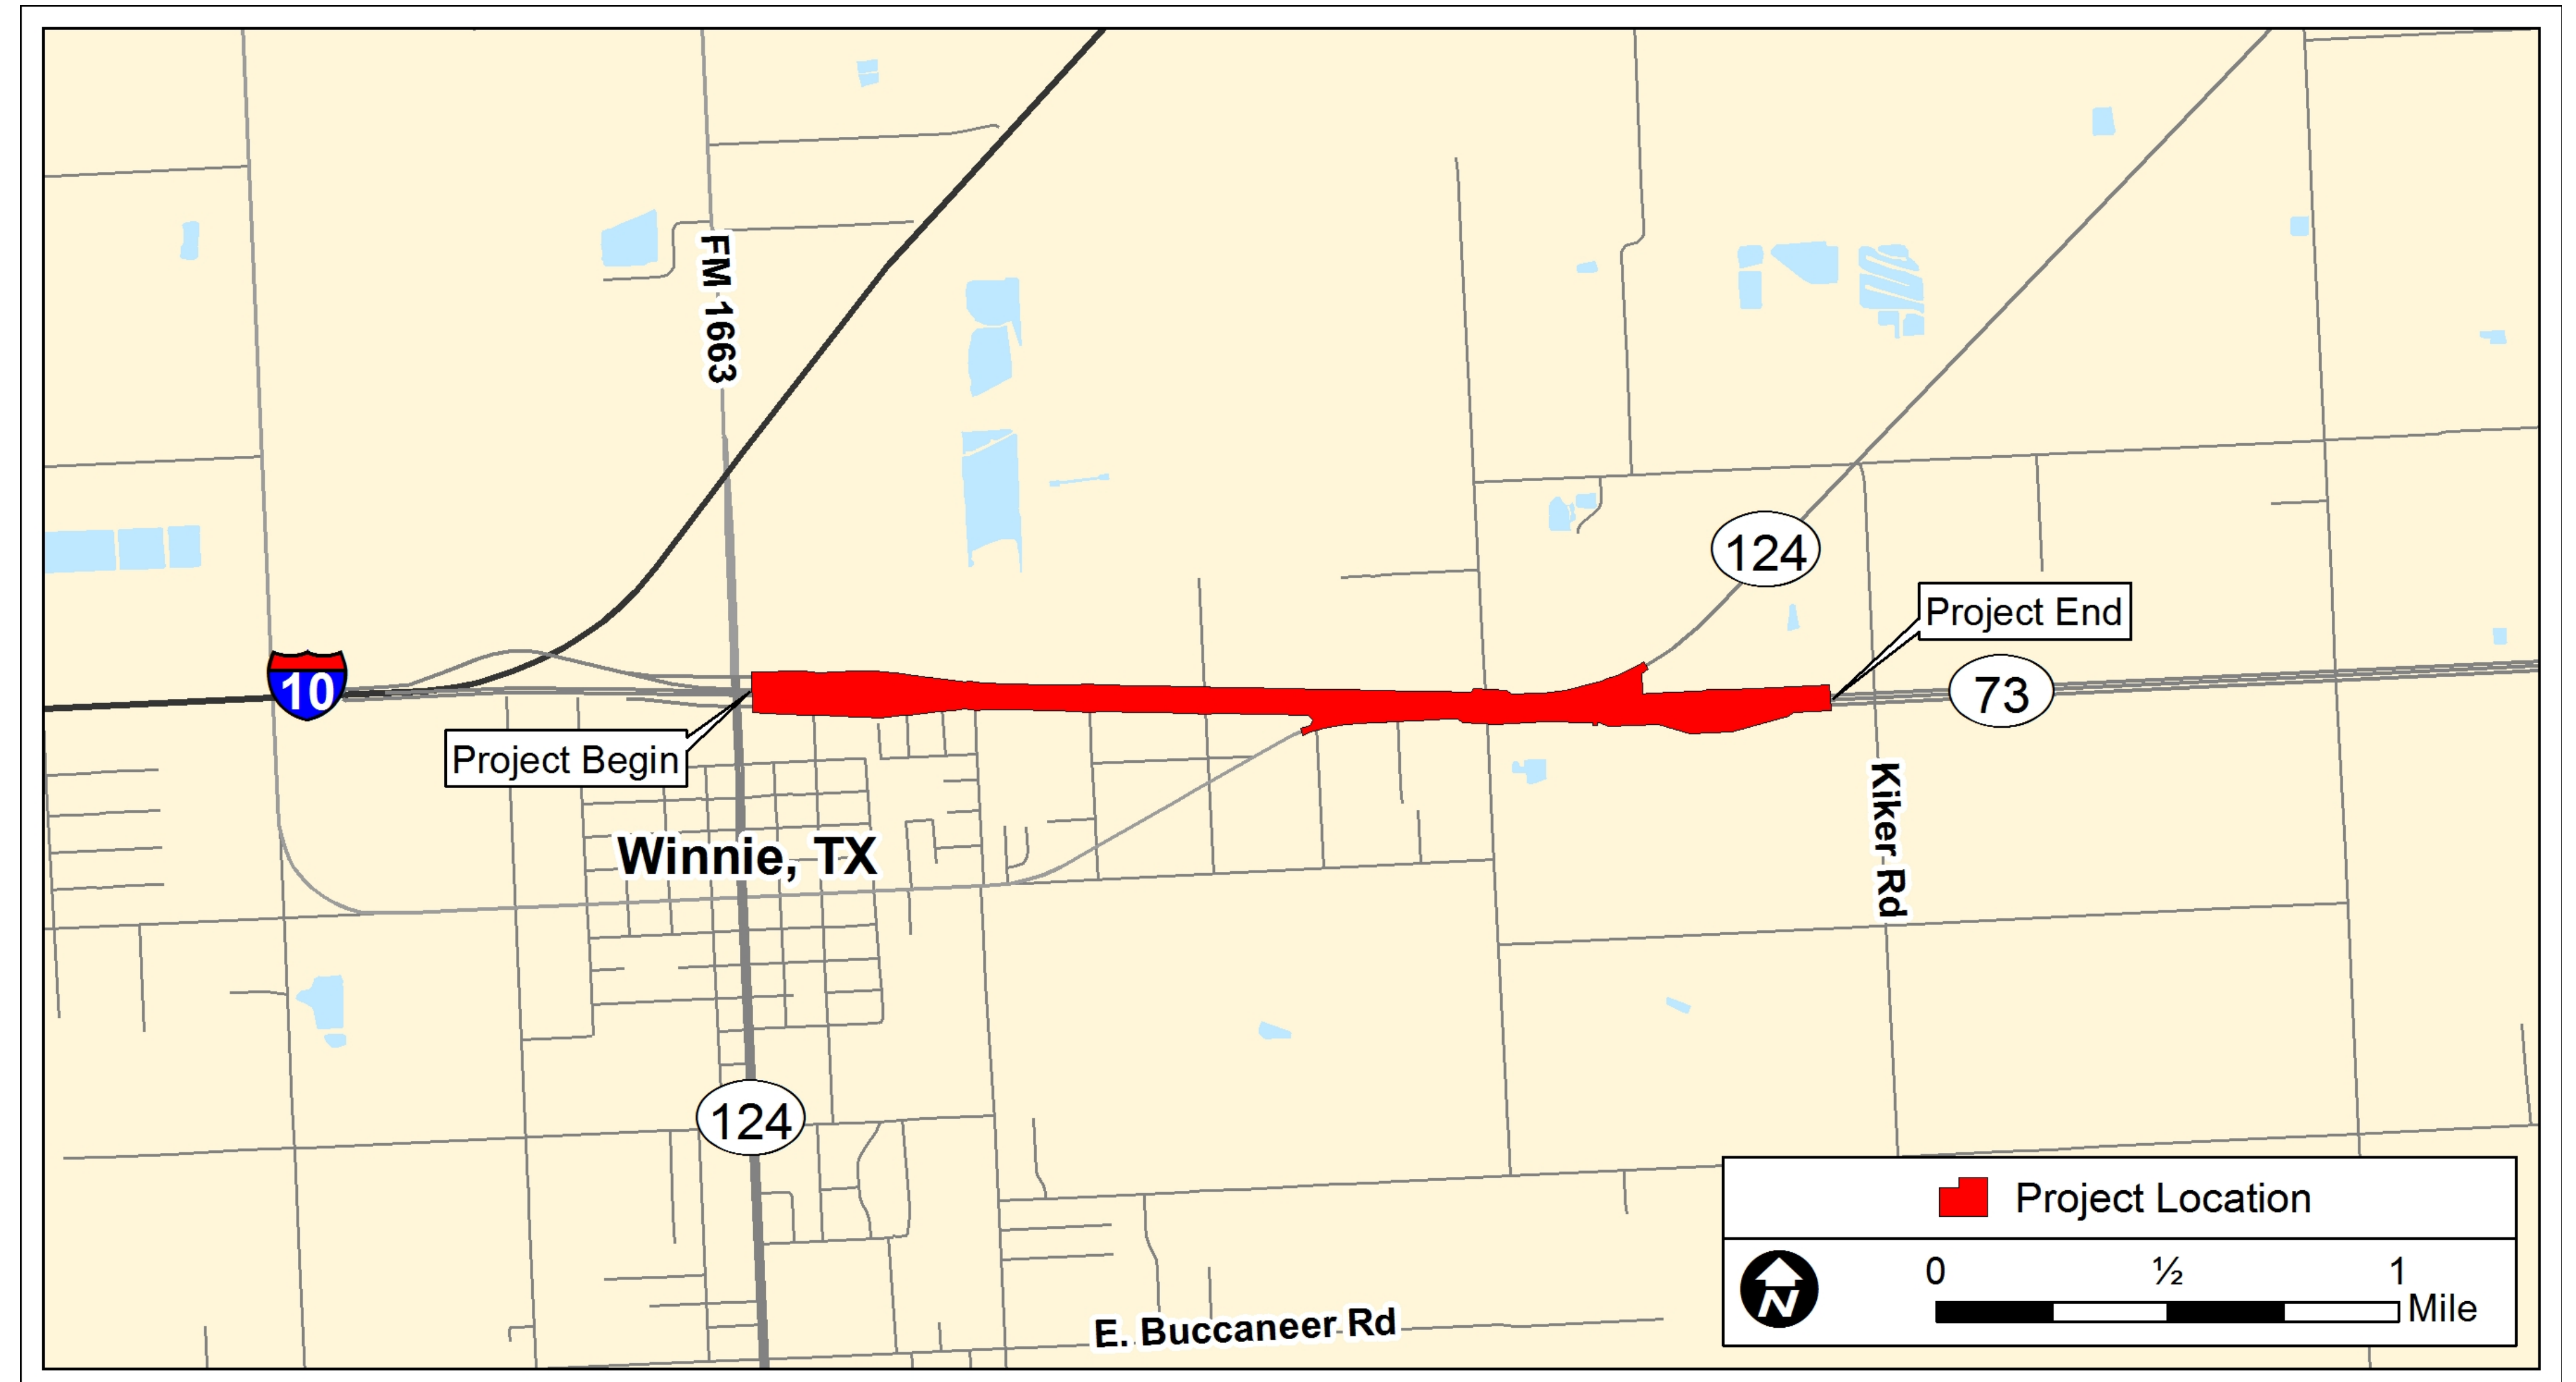 FM 1663
124
Project End
10
73
Project Begin
Kiker Rd
Winnie, TX
124
Project Location
N
0 ½ 1
Mile
E. Buccaneer Rd